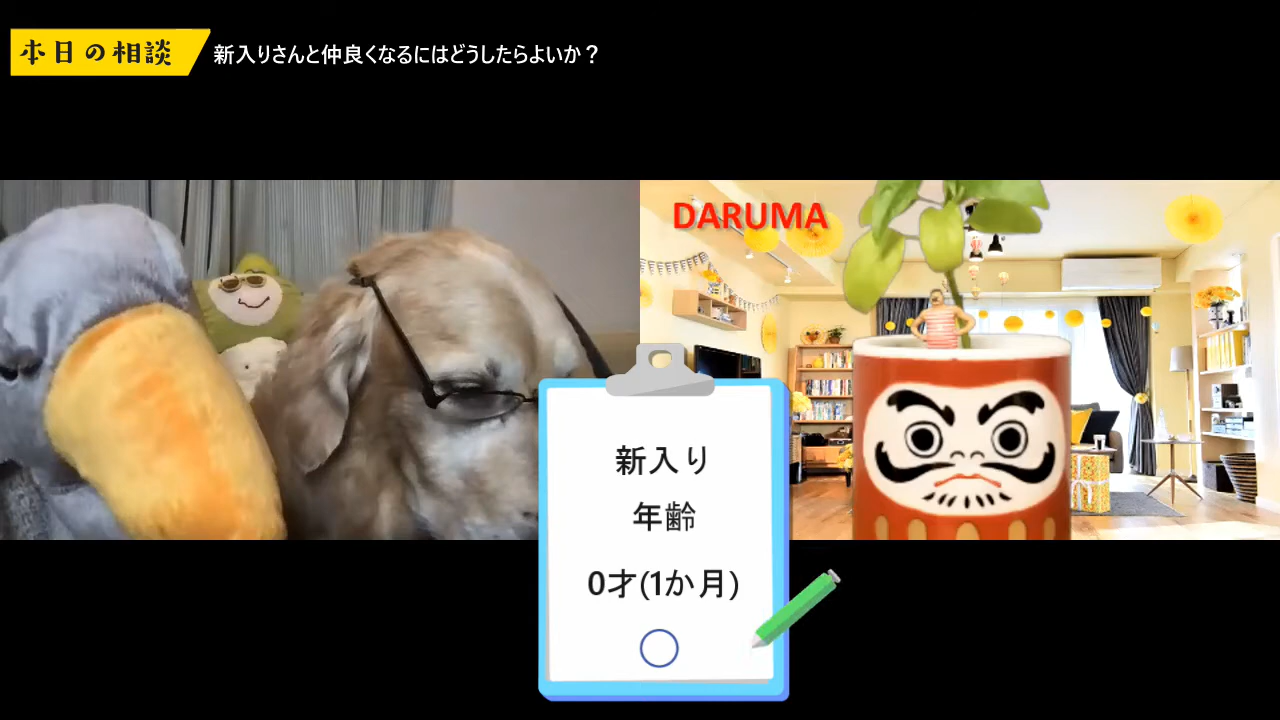 本日の相談
新入りさんと仲良くなるにはどうしたらよいか？
DARUMA
新入り
年齢
0才(1か月)